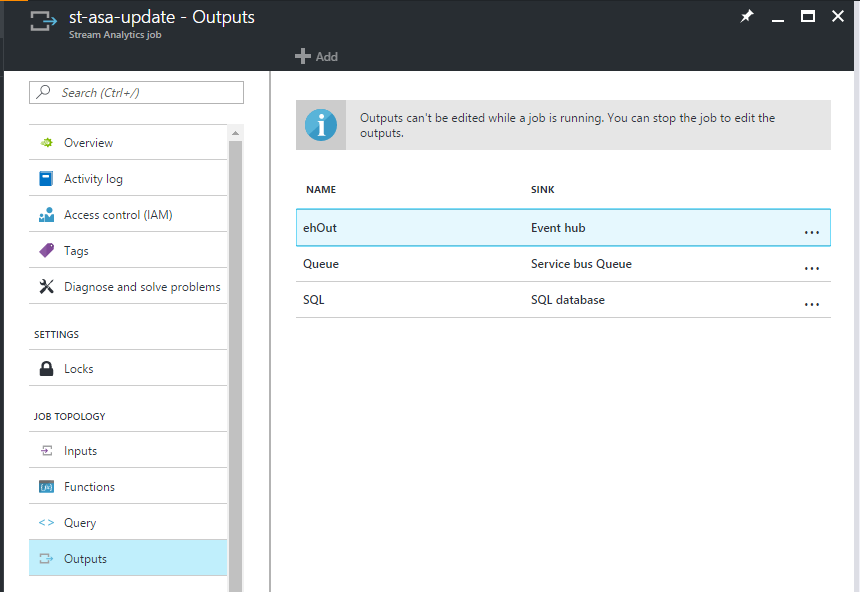 st-asa-update - Outputs
Stream Analytics job
Add
Search (Ctrl+/)
Overview
Activity log
Access control (IAM)
Tags
Diagnose and solve problems
SETTINGS
Locks
JOB TOPOLOGY
Inputs
Functions
Query
Outputs
Outputs can't be edited while a job is running. You can stop the job to edit the
outputs.
NAME SINK
ehOut Event hub ...
Queue Service bus Queue ...
SQL SQL database ...